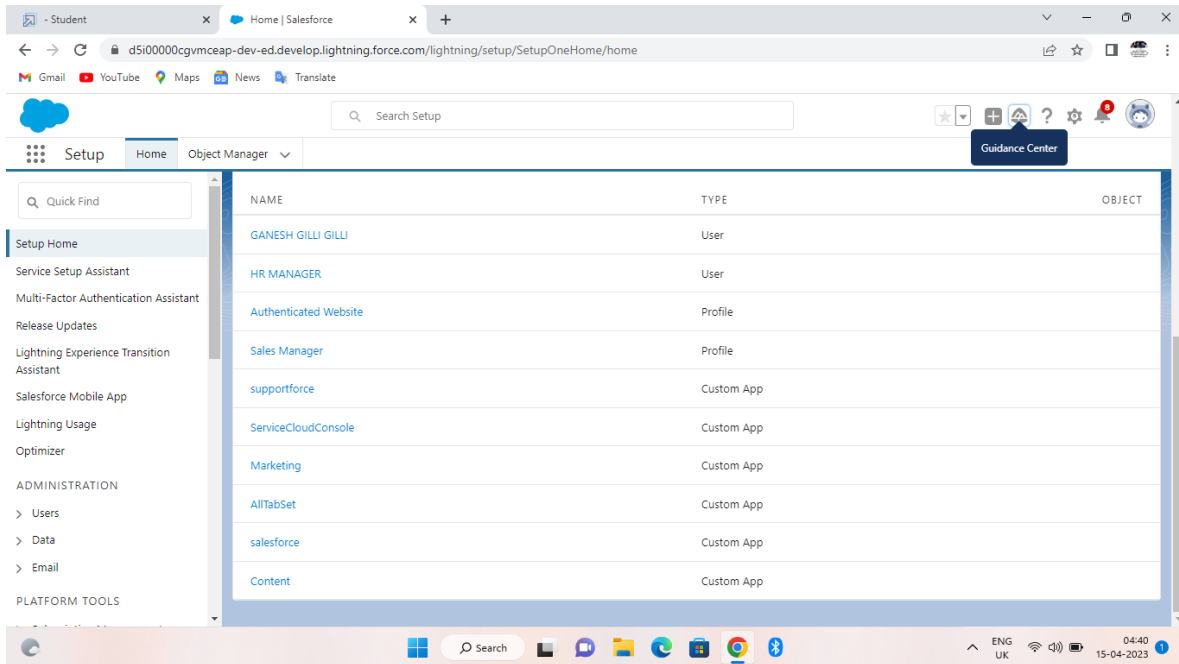 - Student
Home | Salesforce
d5i00000cgvmceap-dev-ed.develop.lightning.force.com/lightning/setup/SetupOneHome/home
Gmail YouTube Maps News Translate
Search Setup
8
Setup Home Object Manager
Guidance Center
Quick Find
Setup Home
Service Setup Assistant
Multi-Factor Authentication Assistant
Release Updates
Lightning Experience Transition
Assistant
Salesforce Mobile App
Lightning Usage
Optimizer
ADMINISTRATION
Users
Data
Email
PLATFORM TOOLS
NAME TYPE OBJECT
GANESH GILLI GILLI User
HR MANAGER User
Authenticated Website Profile
Sales Manager Profile
supportforce Custom App
ServiceCloudConsole Custom App
Marketing Custom App
AllTabSet Custom App
salesforce Custom App
Content Custom App
Search
ENG
UK
04:40
15-04-2023
1